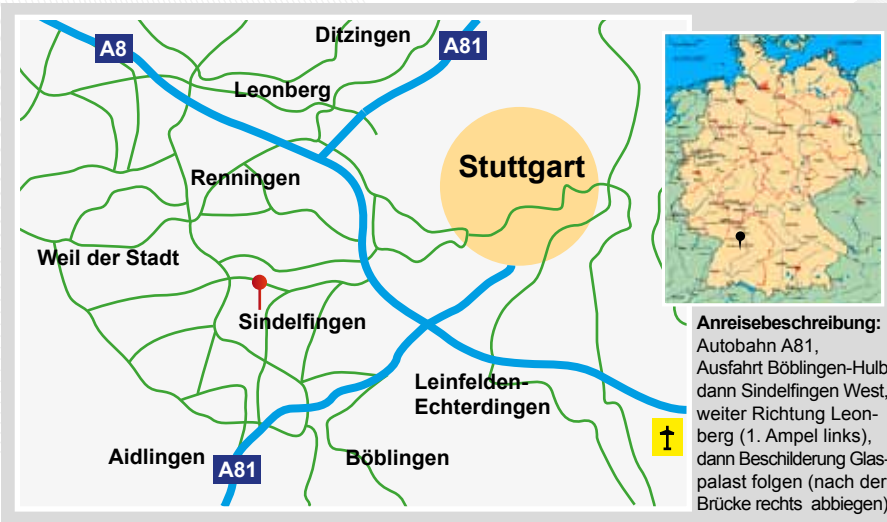 Ditzingen
A8
A81
Leonberg
Stuttgart
Renningen
Weil der Stadt
Sindelfingen
Leinfelden-
Echterdingen
Aidlingen
A81
Böblingen
Anreisebeschreibung:
Autobahn A81,
Ausfahrt Böblingen-Hulb
dann Sindelfingen West,
weiter Richtung Leon-
berg (1. Ampel links),
dann Beschilderung Glas-
palast folgen (nach der
Brücke rechts abbiegen)